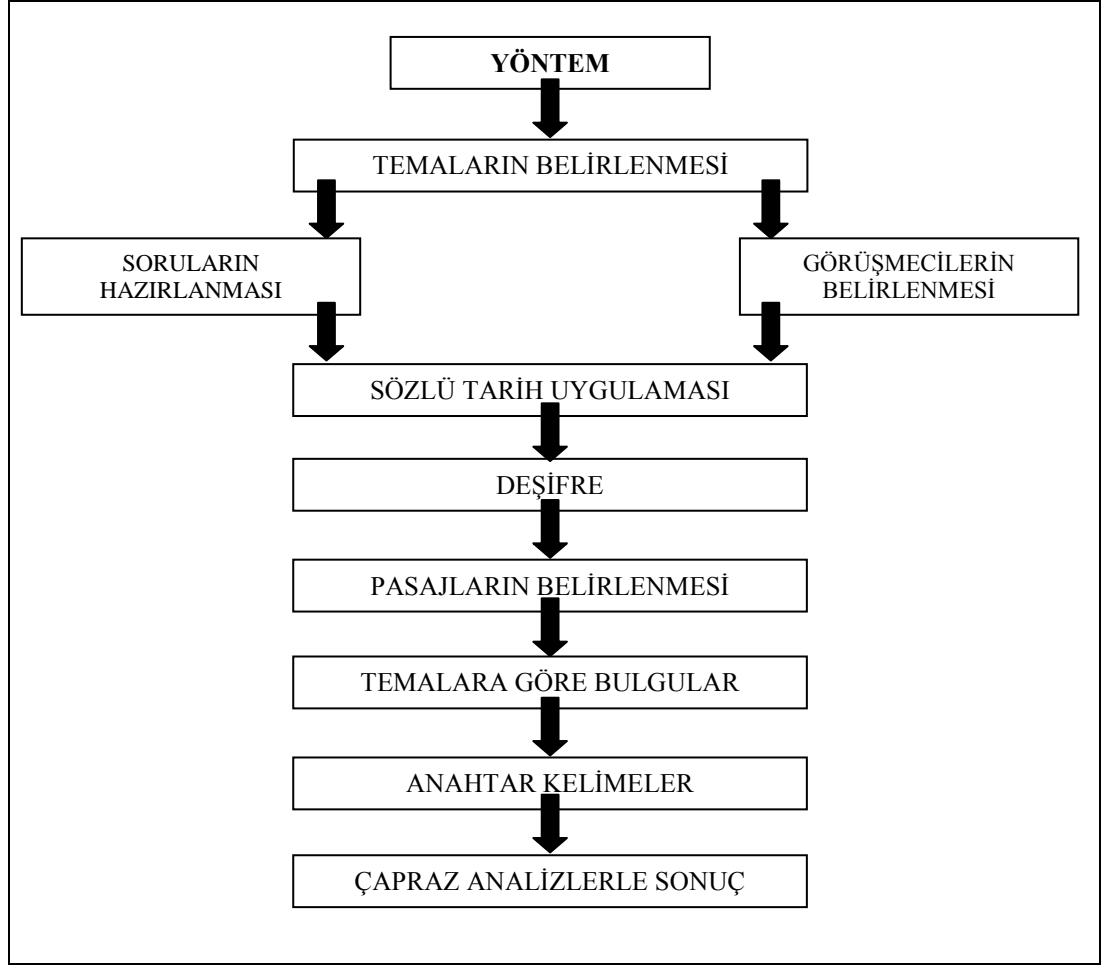 YÖNTEM
TEMALARIN BELİRLENMESİ
SORULARIN
HAZIRLANMASI
GÖRÜŞMECİLERİN
BELİRLENMESİ
SÖZLÜ TARİH UYGULAMASI
DEŞİFRE
PASAJLARIN BELİRLENMESİ
TEMALARA GÖRE BULGULAR
ANAHTAR KELİMELER
ÇAPRAZ ANALİZLERLE SONUÇ